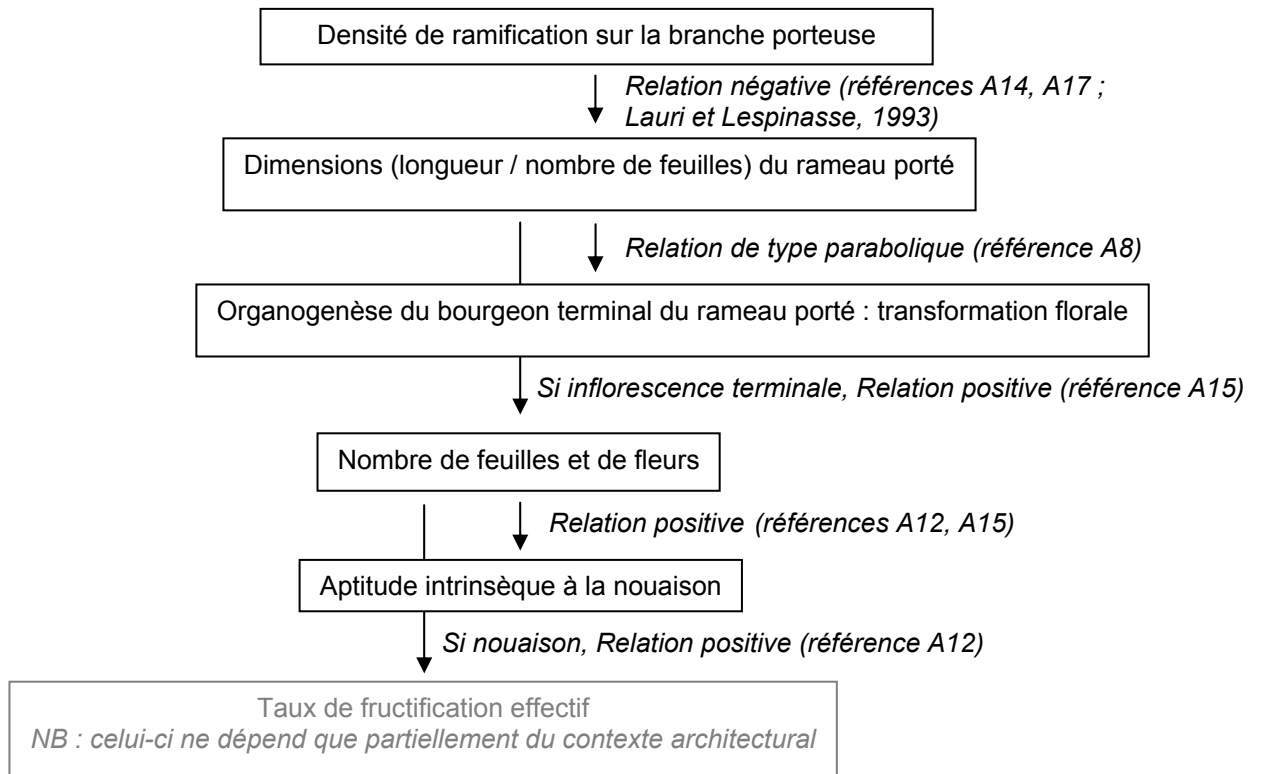 Densité de ramification sur la branche porteuse
Relation négative (références A14, A17 ;
Lauri et Lespinasse, 1993)
Dimensions (longueur / nombre de feuilles) du rameau porté
Relation de type parabolique (référence A8)
Organogenèse du bourgeon terminal du rameau porté : transformation florale
Si inflorescence terminale, Relation positive (référence A15)
Nombre de feuilles et de fleurs
Relation positive (références A12, A15)
Aptitude intrinsèque à la nouaison
Si nouaison, Relation positive (référence A12)
Taux de fructification effectif
NB : celui-ci ne dépend que partiellement du contexte architectural